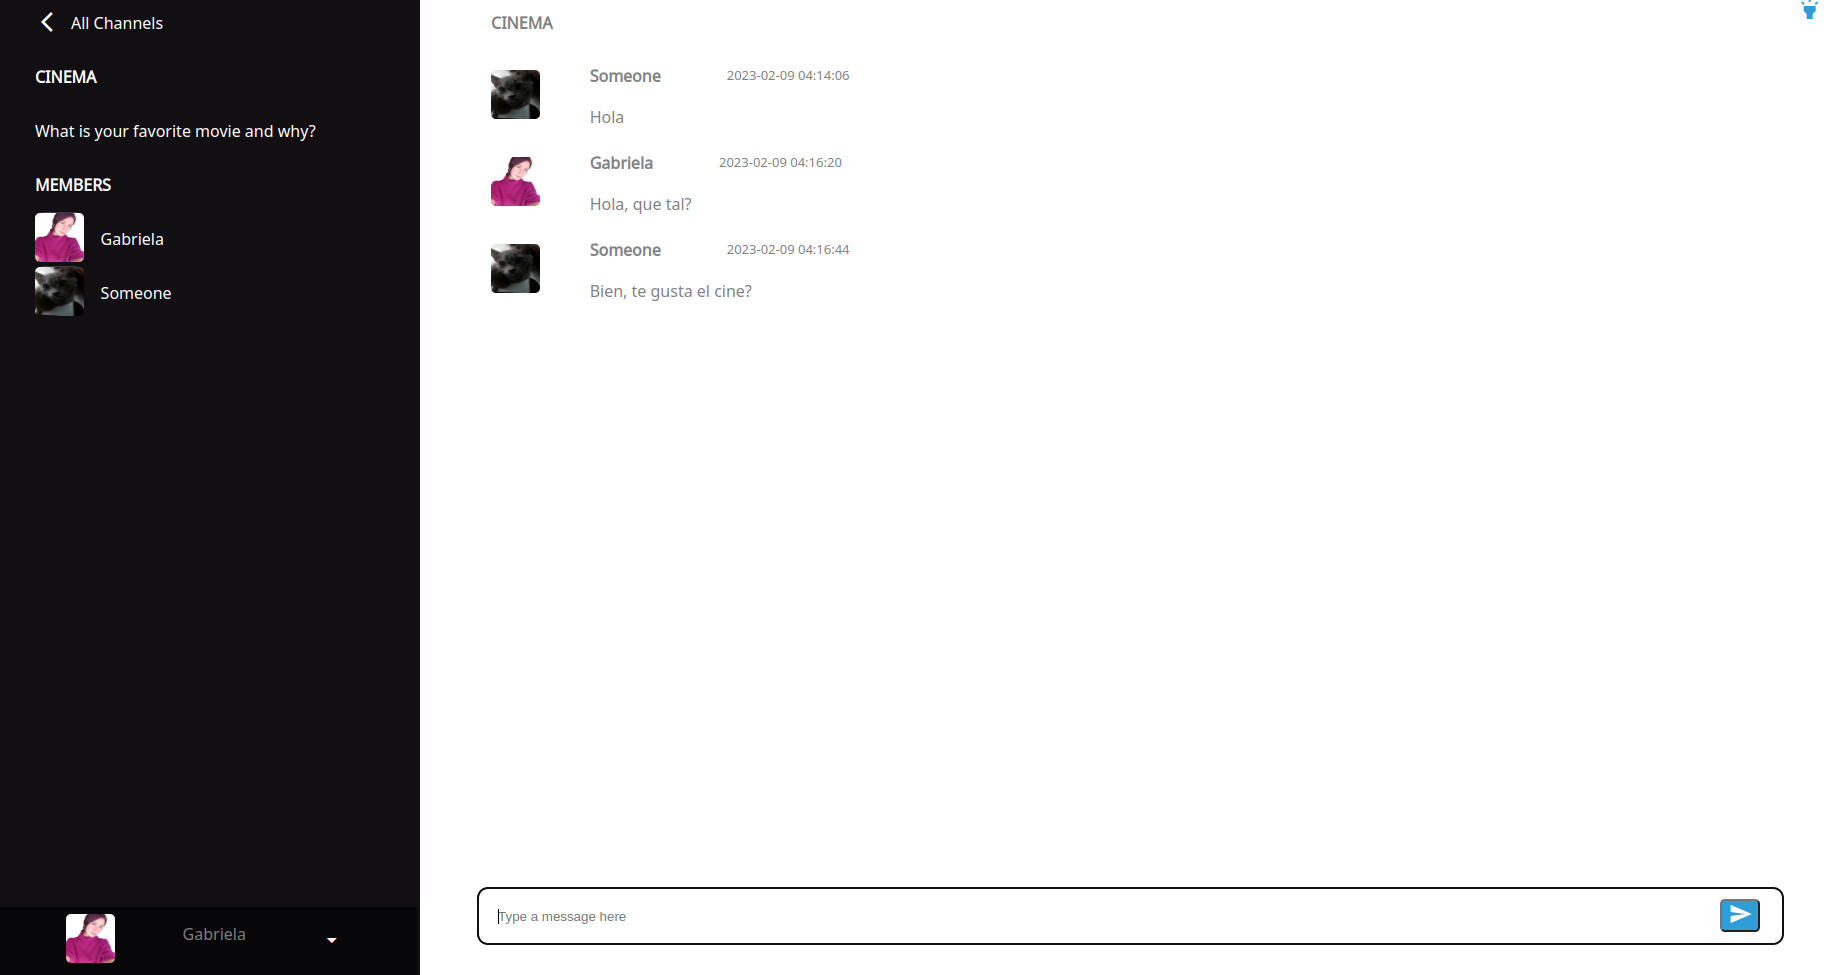 All Channels
CINEMA
What is your favorite movie and why?
MEMBERS
Gabriela
Someone
Gabriela
CINEMA
Someone 2023-02-09 04:14:06
Hola
Gabriela 2023-02-09 04:16:20
Hola, que tal?
Someone 2023-02-09 04:16:44
Bien, te gusta el cine?
Type a message here